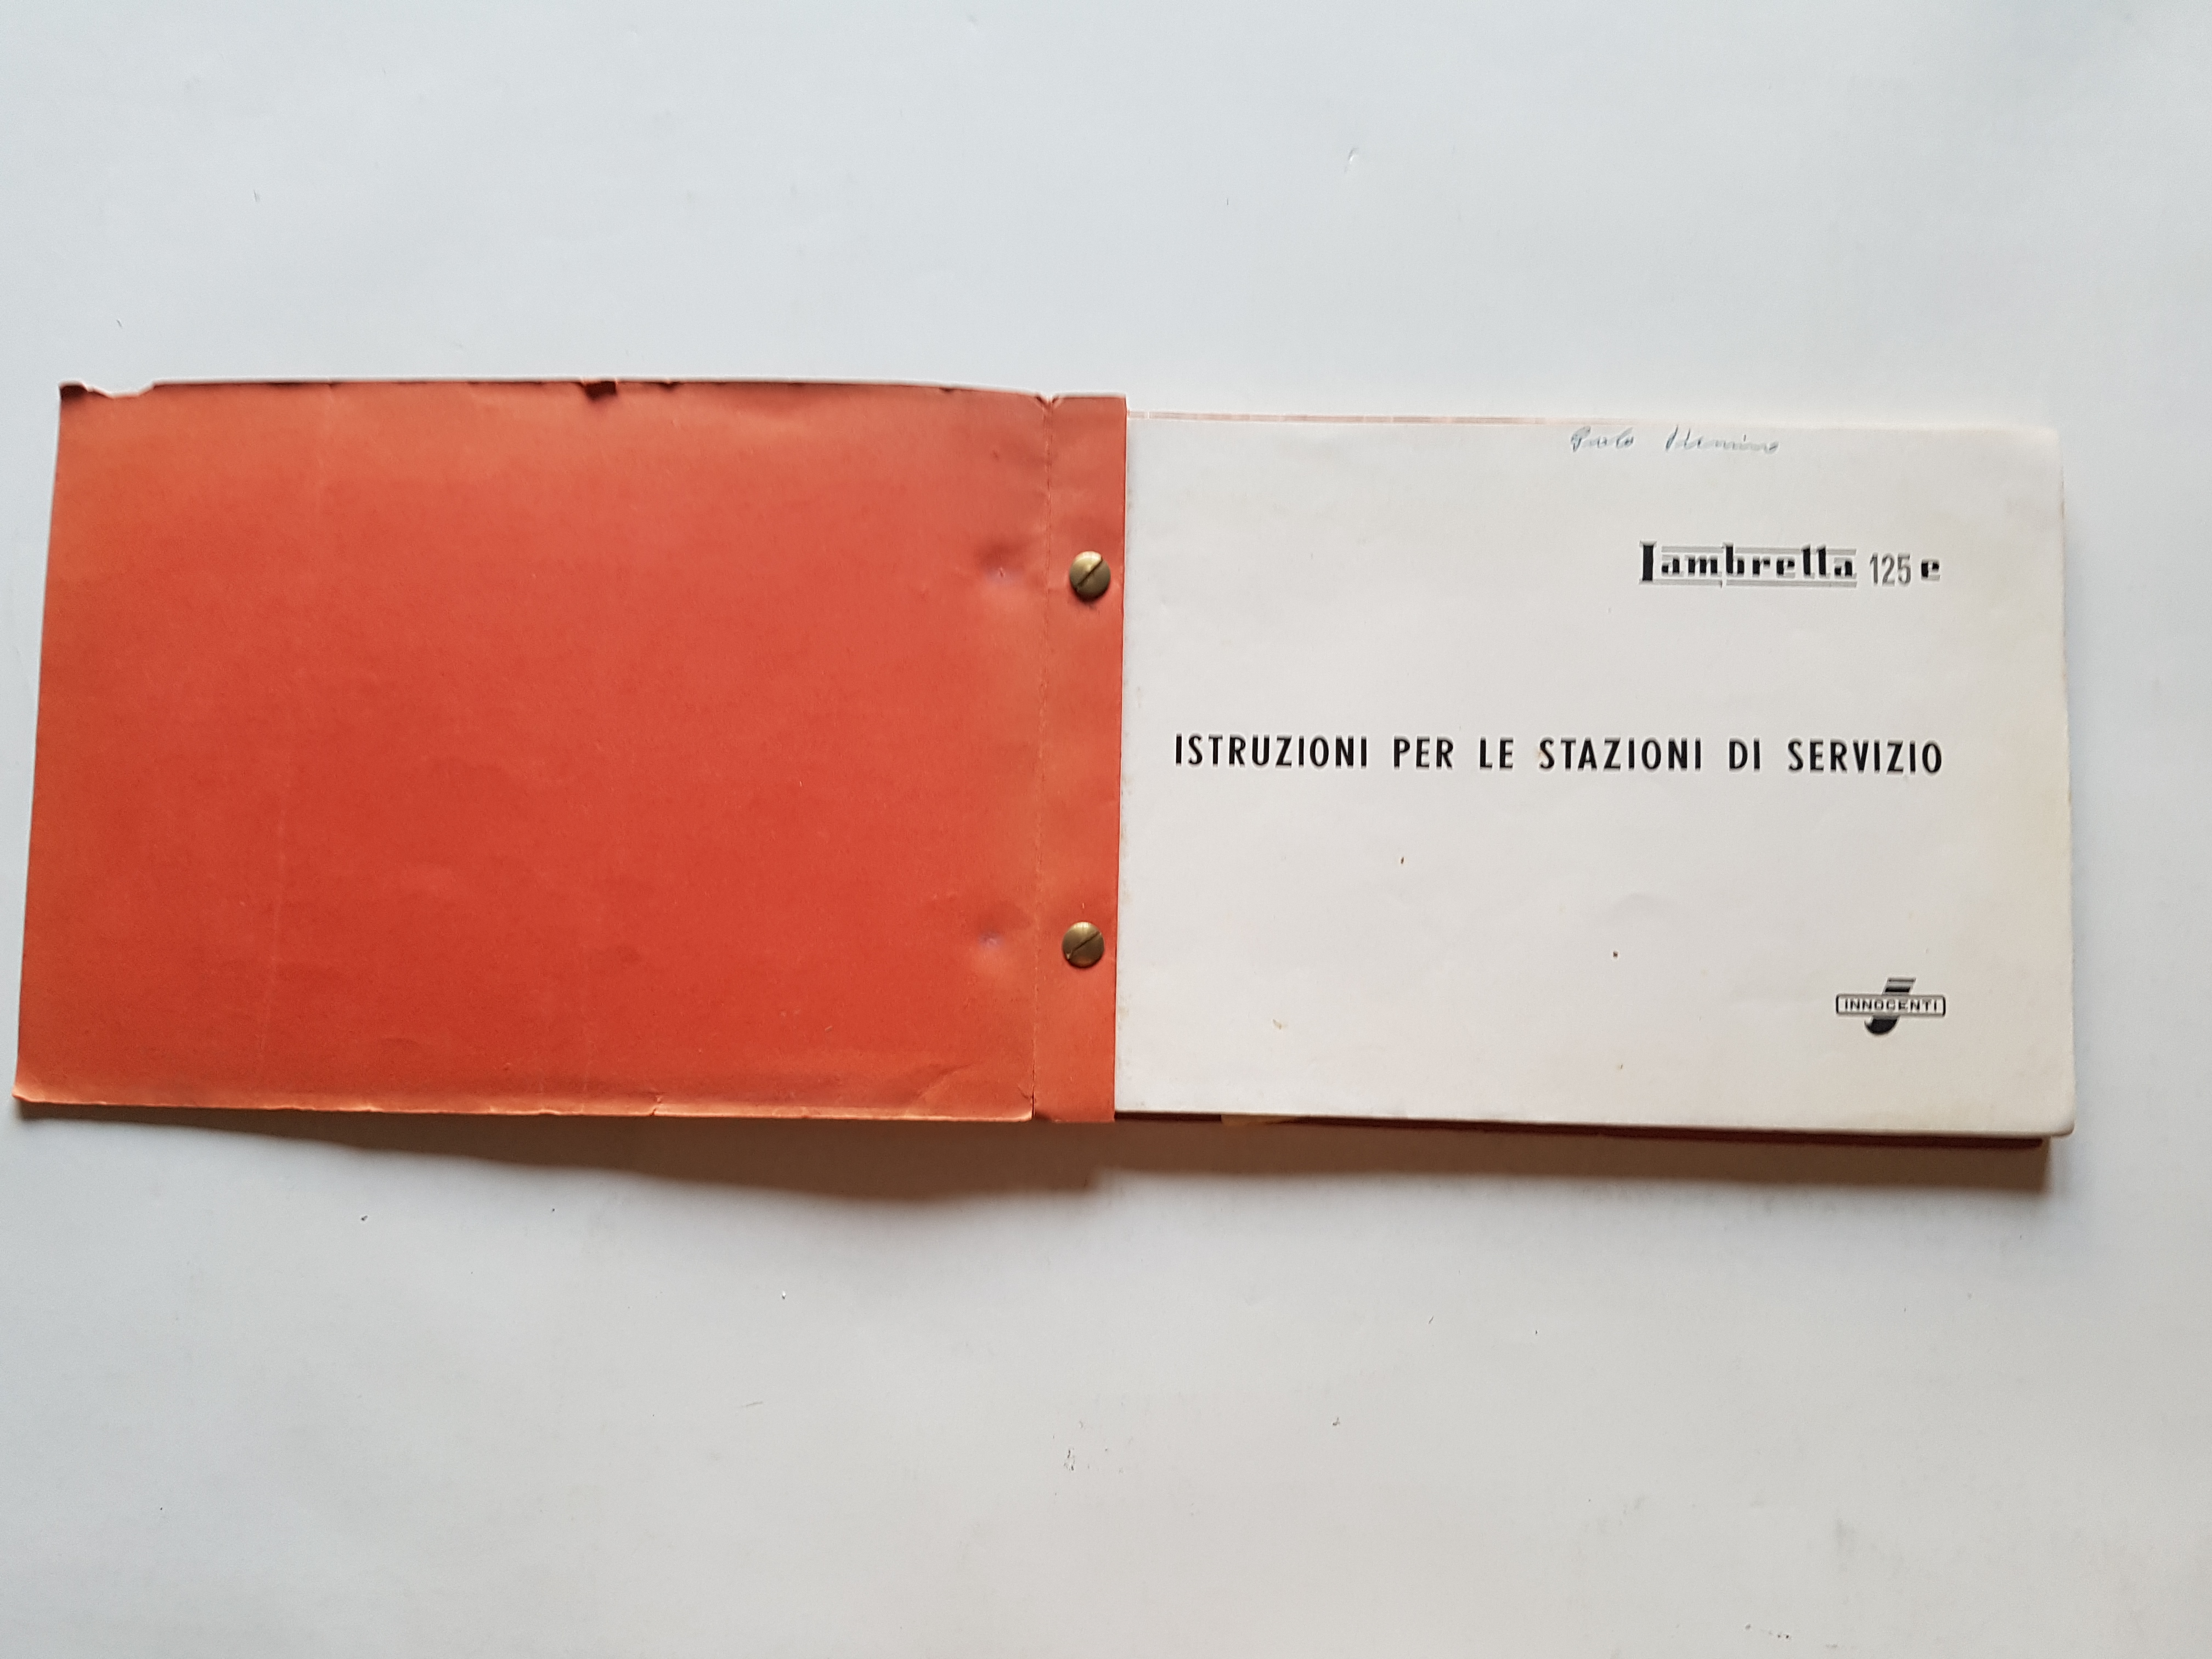 Lambretta 125 e
ISTRUZIONI PER LE STAZIONI DI SERVIZIO
INNOCENTI